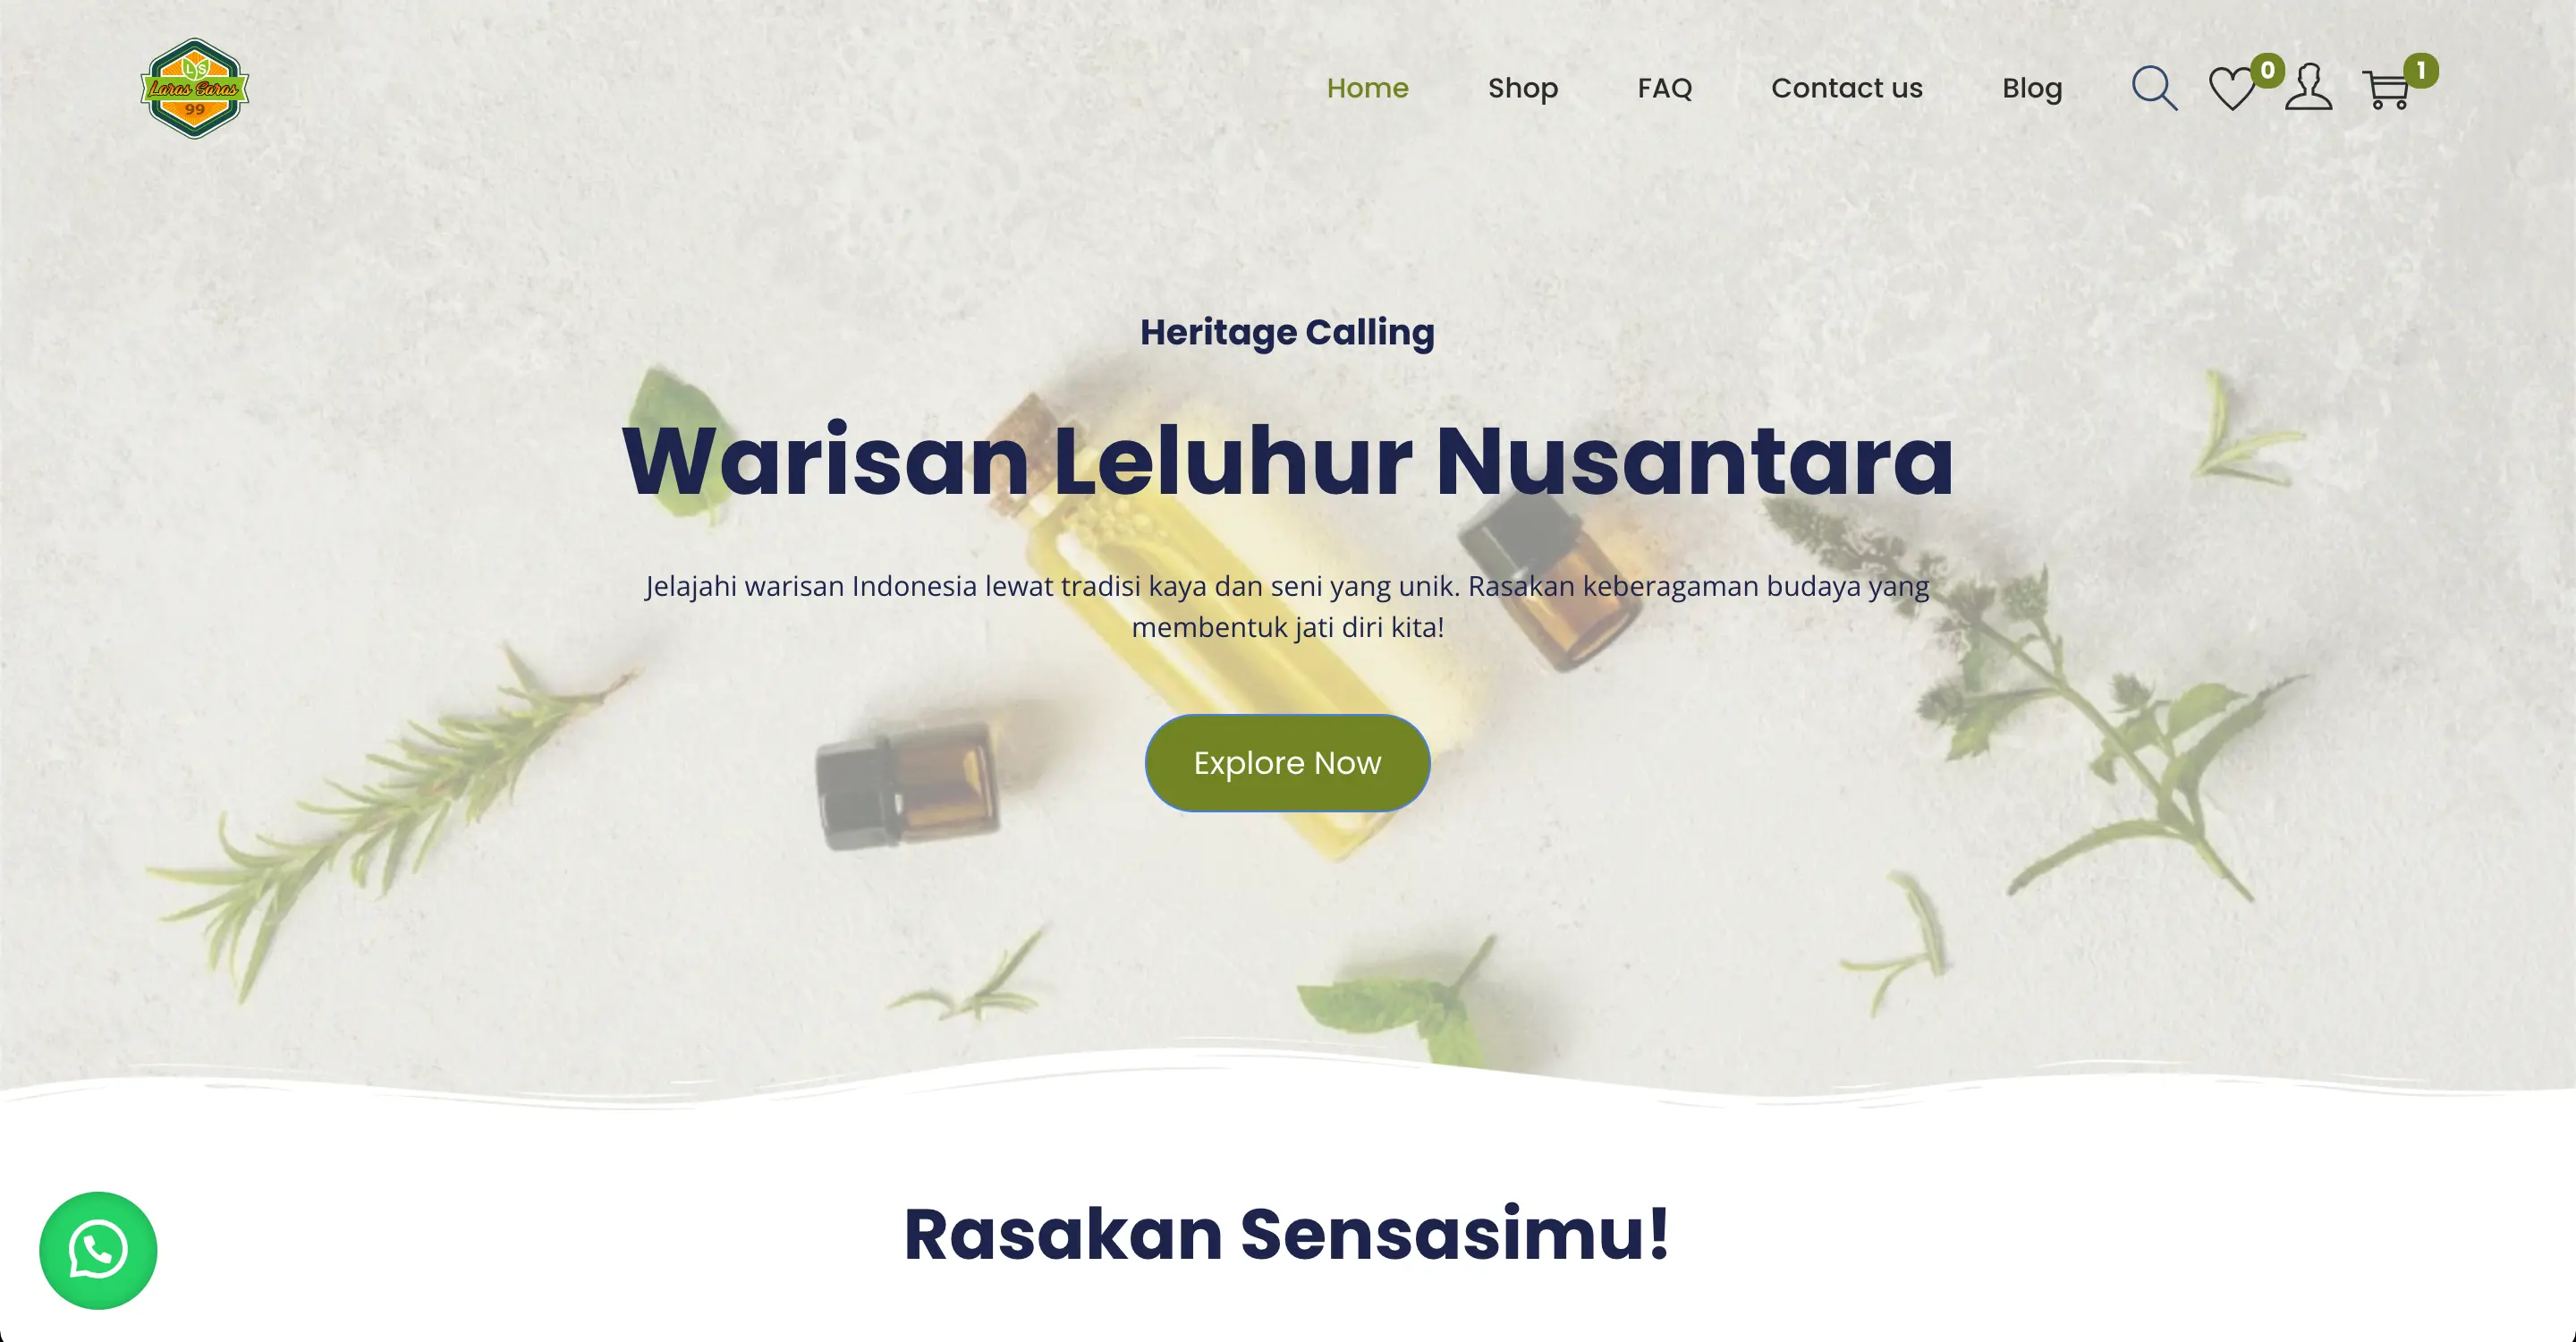 LS
Laras Saras
99
Home
Shop
FAQ
Contact us
Blog
0
1
Heritage Calling
Warisan Leluhur Nusantara
Jelajahi warisan Indonesia lewat tradisi kaya dan seni yang unik. Rasakan keberagaman budaya yang
membentuk jati diri kita!
Explore Now
Rasakan Sensasimu!